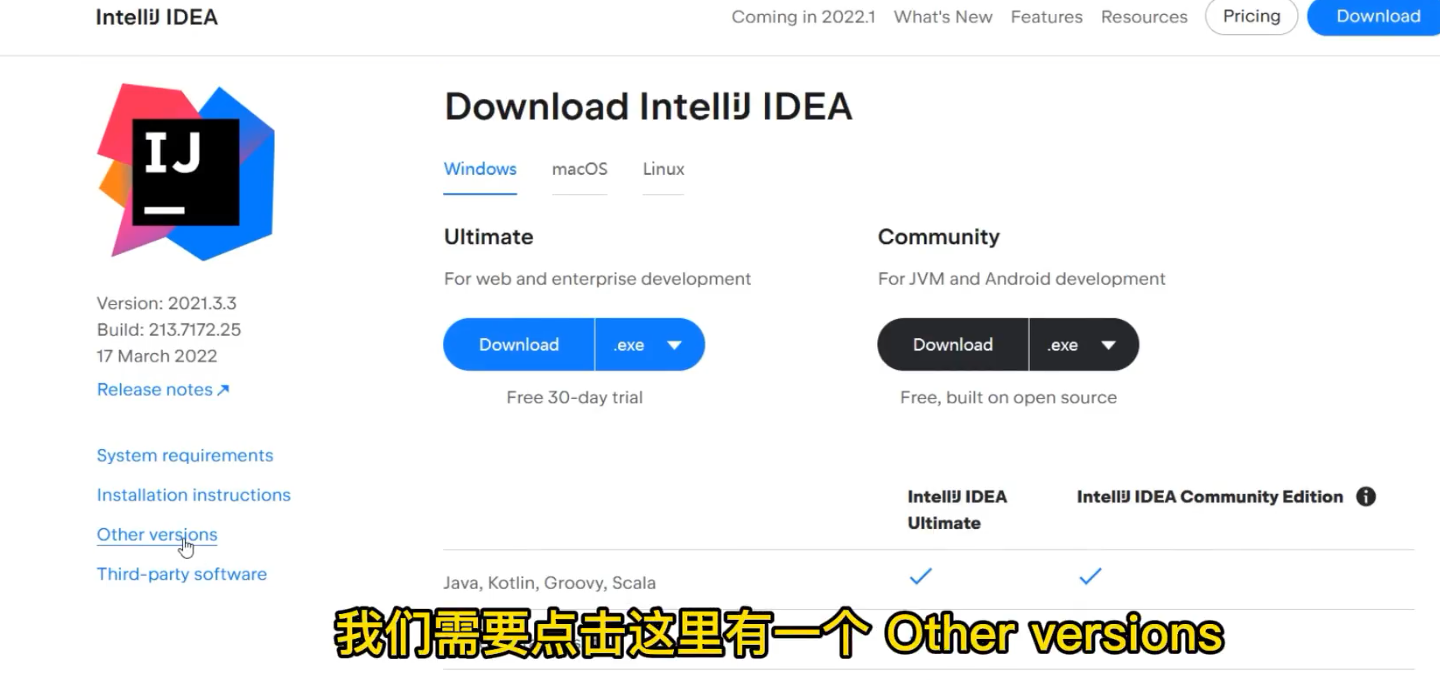 IntelliJ IDEA
Coming in 2022.1 What's New Features Resources Pricing Download
IJ
Download IntelliJ IDEA
Windows macOS Linux
Ultimate
For web and enterprise development
Download .exe
Free 30-day trial
Community
For JVM and Android development
Download .exe
Free, built on open source
Version: 2021.3.3
Build: 213.7172.25
17 March 2022
Release notes ↗
System requirements
Installation instructions
Other versions
Third-party software
IntelliJ IDEA
Ultimate
IntelliJ IDEA Community Edition
Java, Kotlin, Groovy, Scala
我们需要点击这里有一个 Other versions